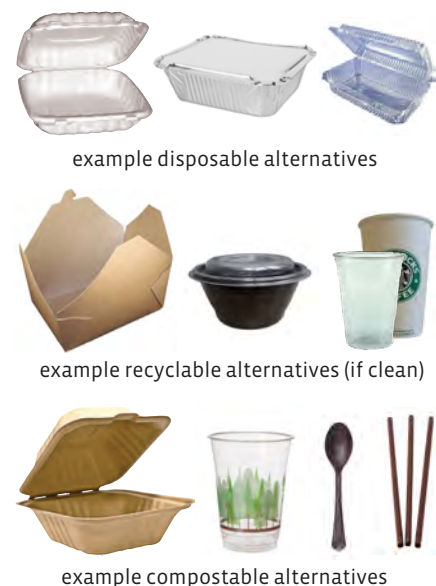 example disposable alternatives
example recyclable alternatives (if clean)
example compostable alternatives